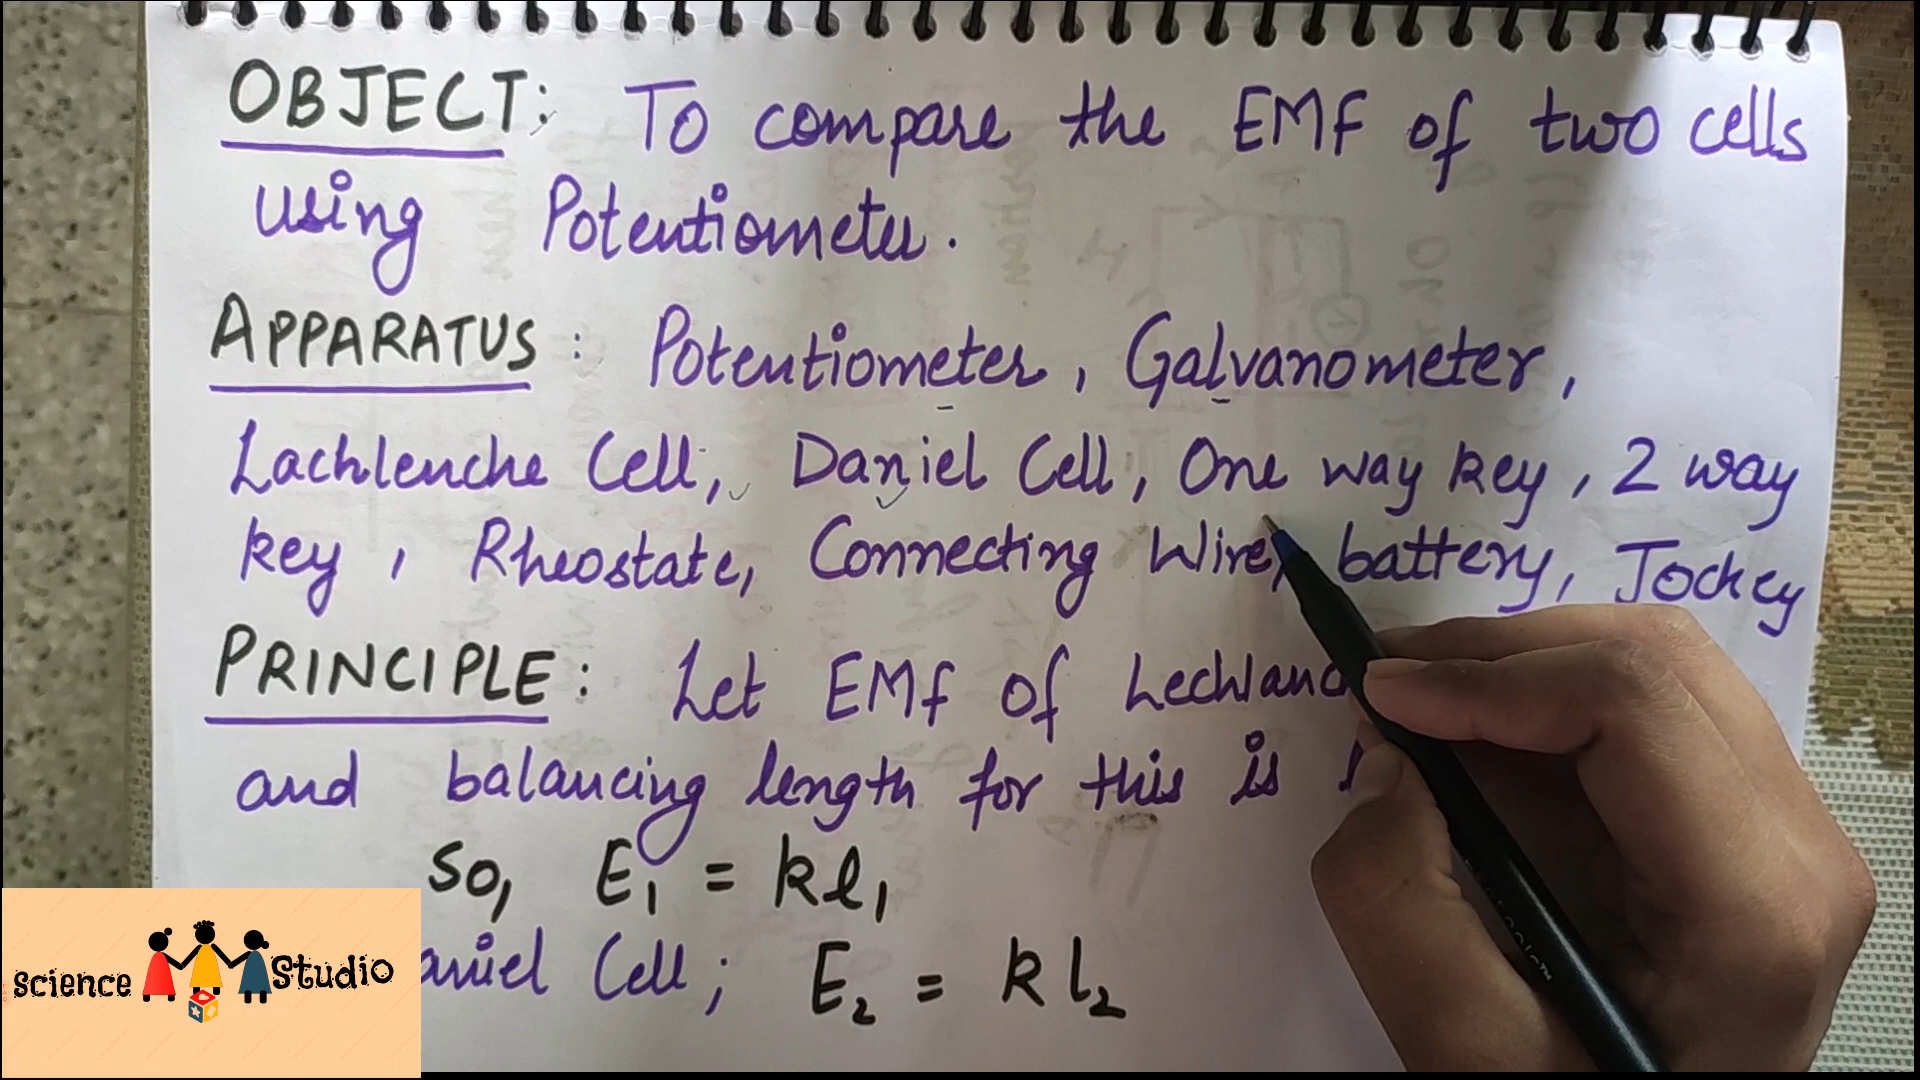 OBJECT: To compare the EMF of two cells
using Potentiometer.
APPARATUS: Potentiometer, Galvanometer,
Lachlenche Cell, Daniel Cell, One way key, 2 way
key, Rheostate, Connecting Wire, battery, Jockey
PRINCIPLE: Let EMF of
and balancing length for this is
So, E₁ = kl₁
Cell; E₂ = kl₂
Science Studio